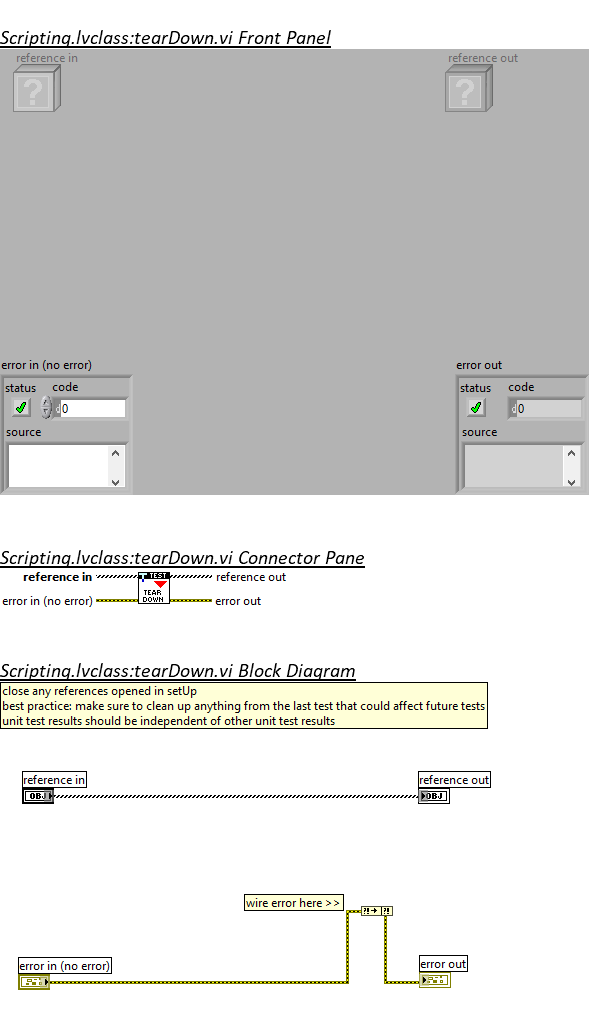 Scripting.lvclass:tearDown.vi Front Panel
reference in
reference out
?
?
error in (no error)
error out
status code
status code
d 0
d 0
source
source
Scripting.lvclass:tearDown.vi Connector Pane
reference in
TEST
reference out
error in (no error)
TEAR
DOWN
error out
Scripting.lvclass:tearDown.vi Block Diagram
close any references opened in setUp
best practice: make sure to clean up anything from the last test that could affect future tests
unit test results should be independent of other unit test results
reference in
reference out
OBJ
OBJ
wire error here >>
?!
?!
error in (no error)
error out